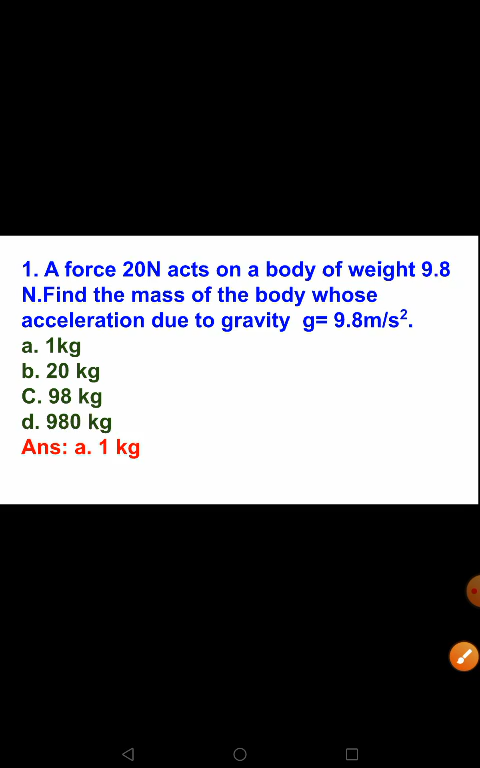 1. A force 20N acts on a body of weight 9.8
N.Find the mass of the body whose
acceleration due to gravity  g= 9.8m/s².
a. 1kg
b. 20 kg
C. 98 kg
d. 980 kg
Ans: a. 1 kg